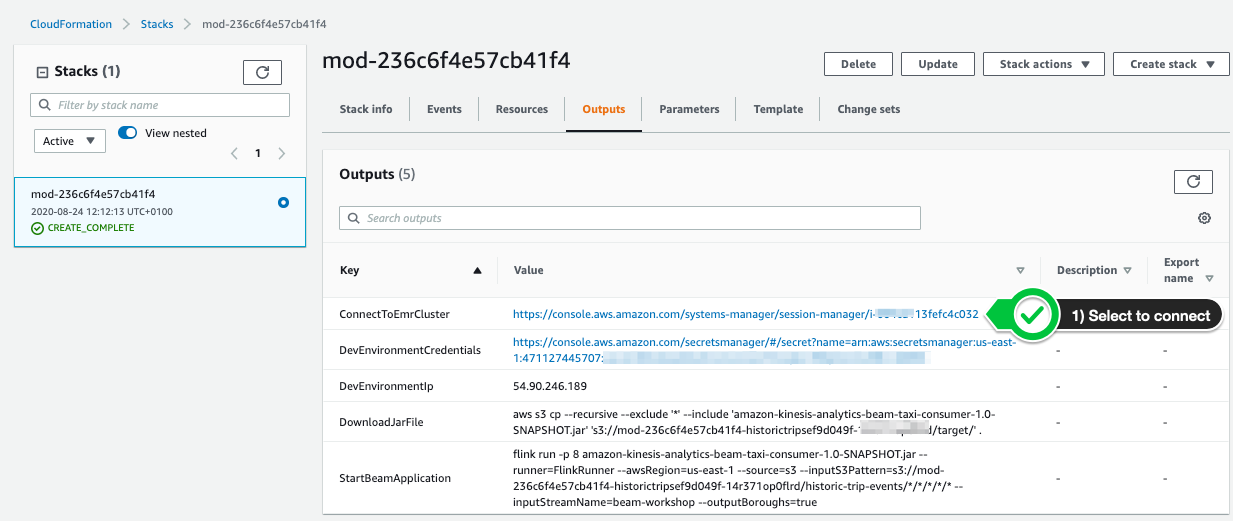 CloudFormation > Stacks > mod-236c6f4e57cb41f4
Stacks (1)
Filter by stack name
Active
View nested
1
mod-236c6f4e57cb41f4
2020-08-24 12:12:13 UTC+0100
CREATE_COMPLETE
mod-236c6f4e57cb41f4
Delete
Update
Stack actions
Create stack
Stack info
Events
Resources
Outputs
Parameters
Template
Change sets
Outputs (5)
Search outputs
Key
Value
Description
Export
name
ConnectToEmrCluster
https://console.aws.amazon.com/systems-manager/session-manager/i-
13fefc4c032
1) Select to connect
DevEnvironmentCredentials
https://console.aws.amazon.com/secretsmanager/#/secret?name=arn:aws:secretsmanager:us-east-
1:471127445707:
- -
DevEnvironmentIp
54.90.246.189
- -
DownloadJarFile
aws s3 cp --recursive --exclude '*' --include 'amazon-kinesis-analytics-beam-taxi-consumer-1.0-
SNAPSHOT.jar' 's3://mod-236c6f4e57cb41f4-historictripsef9d049f- /target/' .
- -
StartBeamApplication
flink run -p 8 amazon-kinesis-analytics-beam-taxi-consumer-1.0-SNAPSHOT.jar --
runner=FlinkRunner --awsRegion=us-east-1 --source=s3 --inputS3Pattern=s3://mod-
236c6f4e57cb41f4-historictripsef9d049f-14r371op0flrd/historic-trip-events/*/*/*/*/* --
inputStreamName=beam-workshop --outputBoroughs=true
- -